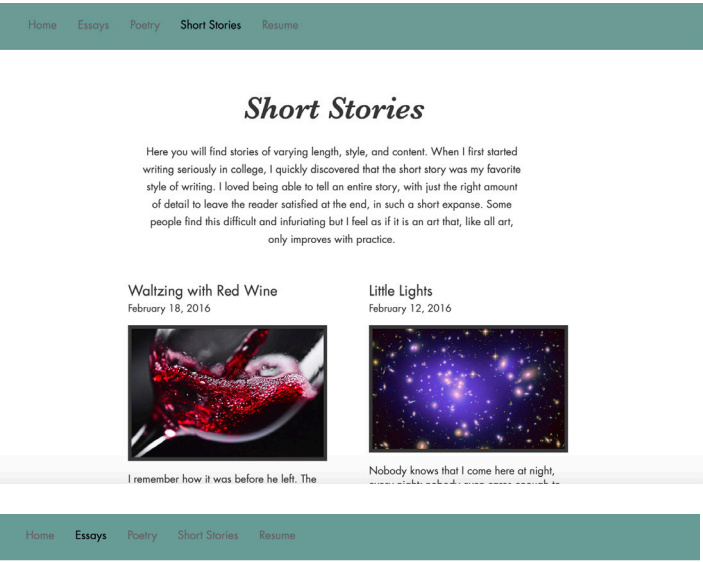 Home Essays Poetry Short Stories Resume
Short Stories
Here you will find stories of varying length, style, and content. When I first started
writing seriously in college, I quickly discovered that the short story was my favorite
style of writing. I loved being able to tell an entire story, with just the right amount
of detail to leave the reader satisfied at the end, in such a short expanse. Some
people find this difficult and infuriating but I feel as if it is an art that, like all art,
only improves with practice.
Waltzing with Red Wine
February 18, 2016
I remember how it was before he left. The
Little Lights
February 12, 2016
Nobody knows that I come here at night,
Home Essays Poetry Short Stories Resume